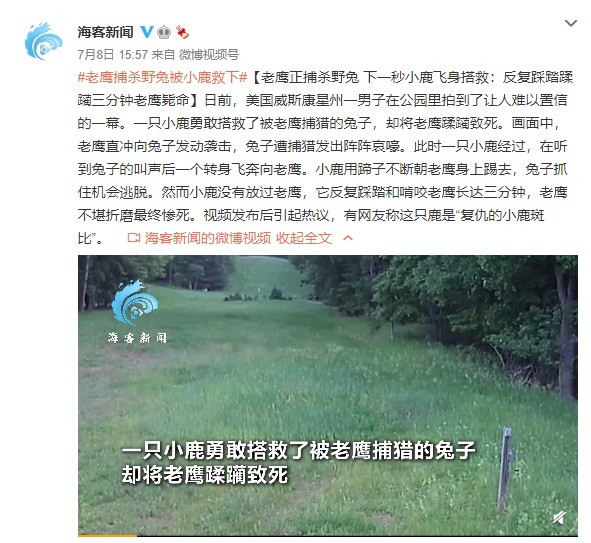 海客新闻
7月8日 15:57 来自 微博视频号
#老鹰捕杀野兔被小鹿救下#【老鹰正捕杀野兔 下一秒小鹿飞身搭救：反复踩踏蹂
躏三分钟老鹰毙命】日前，美国威斯康星州一男子在公园里拍到了让人难以置信
的一幕。一只小鹿勇敢搭救了被老鹰捕猎的兔子，却将老鹰蹂躏致死。画面中，
老鹰直冲向兔子发动袭击，兔子遭捕猎发出阵阵哀嚎。此时一只小鹿经过，在听
到兔子的叫声后一个转身飞奔向老鹰。小鹿用蹄子不断朝老鹰身上踢去，兔子抓
住机会逃脱。然而小鹿没有放过老鹰，它反复踩踏和啃咬老鹰长达三分钟，老鹰
不堪折磨最终惨死。视频发布后引起热议，有网友称这只鹿是“复仇的小鹿斑
比”。 海客新闻的微博视频 收起全文
海客新闻
一只小鹿勇敢搭救了被老鹰捕猎的兔子
却将老鹰蹂躏致死